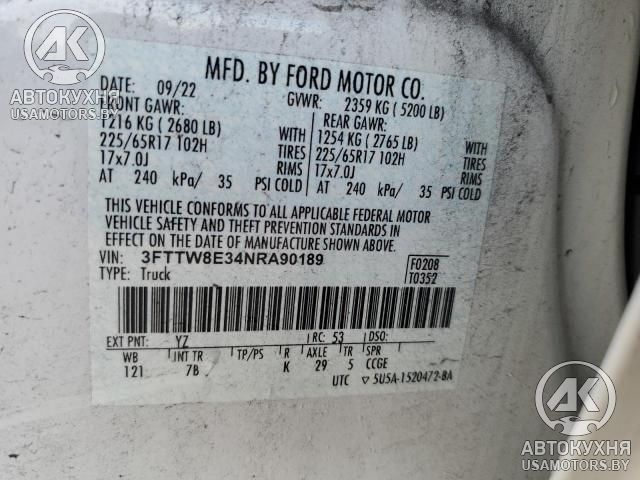 AK
АВТОКУХНЯ
USAMOTORS.BY
MFD. BY FORD MOTOR CO.
DATE: 09/22 GVWR: 2359 KG ( 5200 LB)
FRONT GAWR: REAR GAWR:
1216 KG ( 2680 LB) WITH 1254 KG ( 2765 LB) WITH
225/65R17 102H TIRES 225/65R17 102H TIRES
17x7.0J RIMS 17x7.0J RIMS
AT 240 kPa/ 35 PSI COLD AT 240 kPa/ 35 PSI COLD
THIS VEHICLE CONFORMS TO ALL APPLICABLE FEDERAL MOTOR
VEHICLE SAFETY AND THEFT PREVENTION STANDARDS IN
EFFECT ON THE DATE OF MANUFACTURE SHOWN ABOVE.
VIN: 3FTTW8E34NRA90189 F0208
TYPE: Truck T0352
EXT PNT: YZ RC: 53 DSO:
WB INT TR TP/PS R AXLE TR SPR
121 7B K 29 5 CCGE
UTC ▽ 5U5A-1520472-BA
AK
АВТОКУХНЯ
USAMOTORS.BY